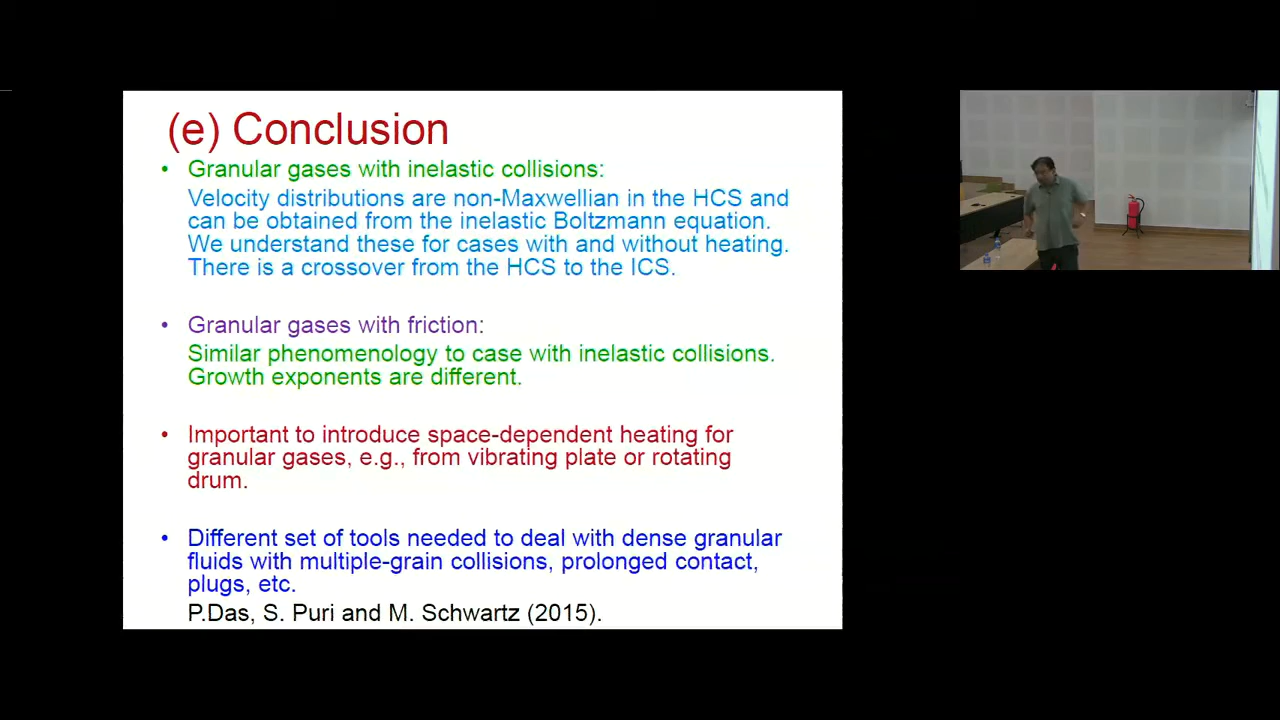 (e) Conclusion
• Granular gases with inelastic collisions:
Velocity distributions are non-Maxwellian in the HCS and
can be obtained from the inelastic Boltzmann equation.
We understand these for cases with and without heating.
There is a crossover from the HCS to the ICS.
• Granular gases with friction:
Similar phenomenology to case with inelastic collisions.
Growth exponents are different.
• Important to introduce space-dependent heating for
granular gases, e.g., from vibrating plate or rotating
drum.
• Different set of tools needed to deal with dense granular
fluids with multiple-grain collisions, prolonged contact,
plugs, etc.
P.Das, S. Puri and M. Schwartz (2015).